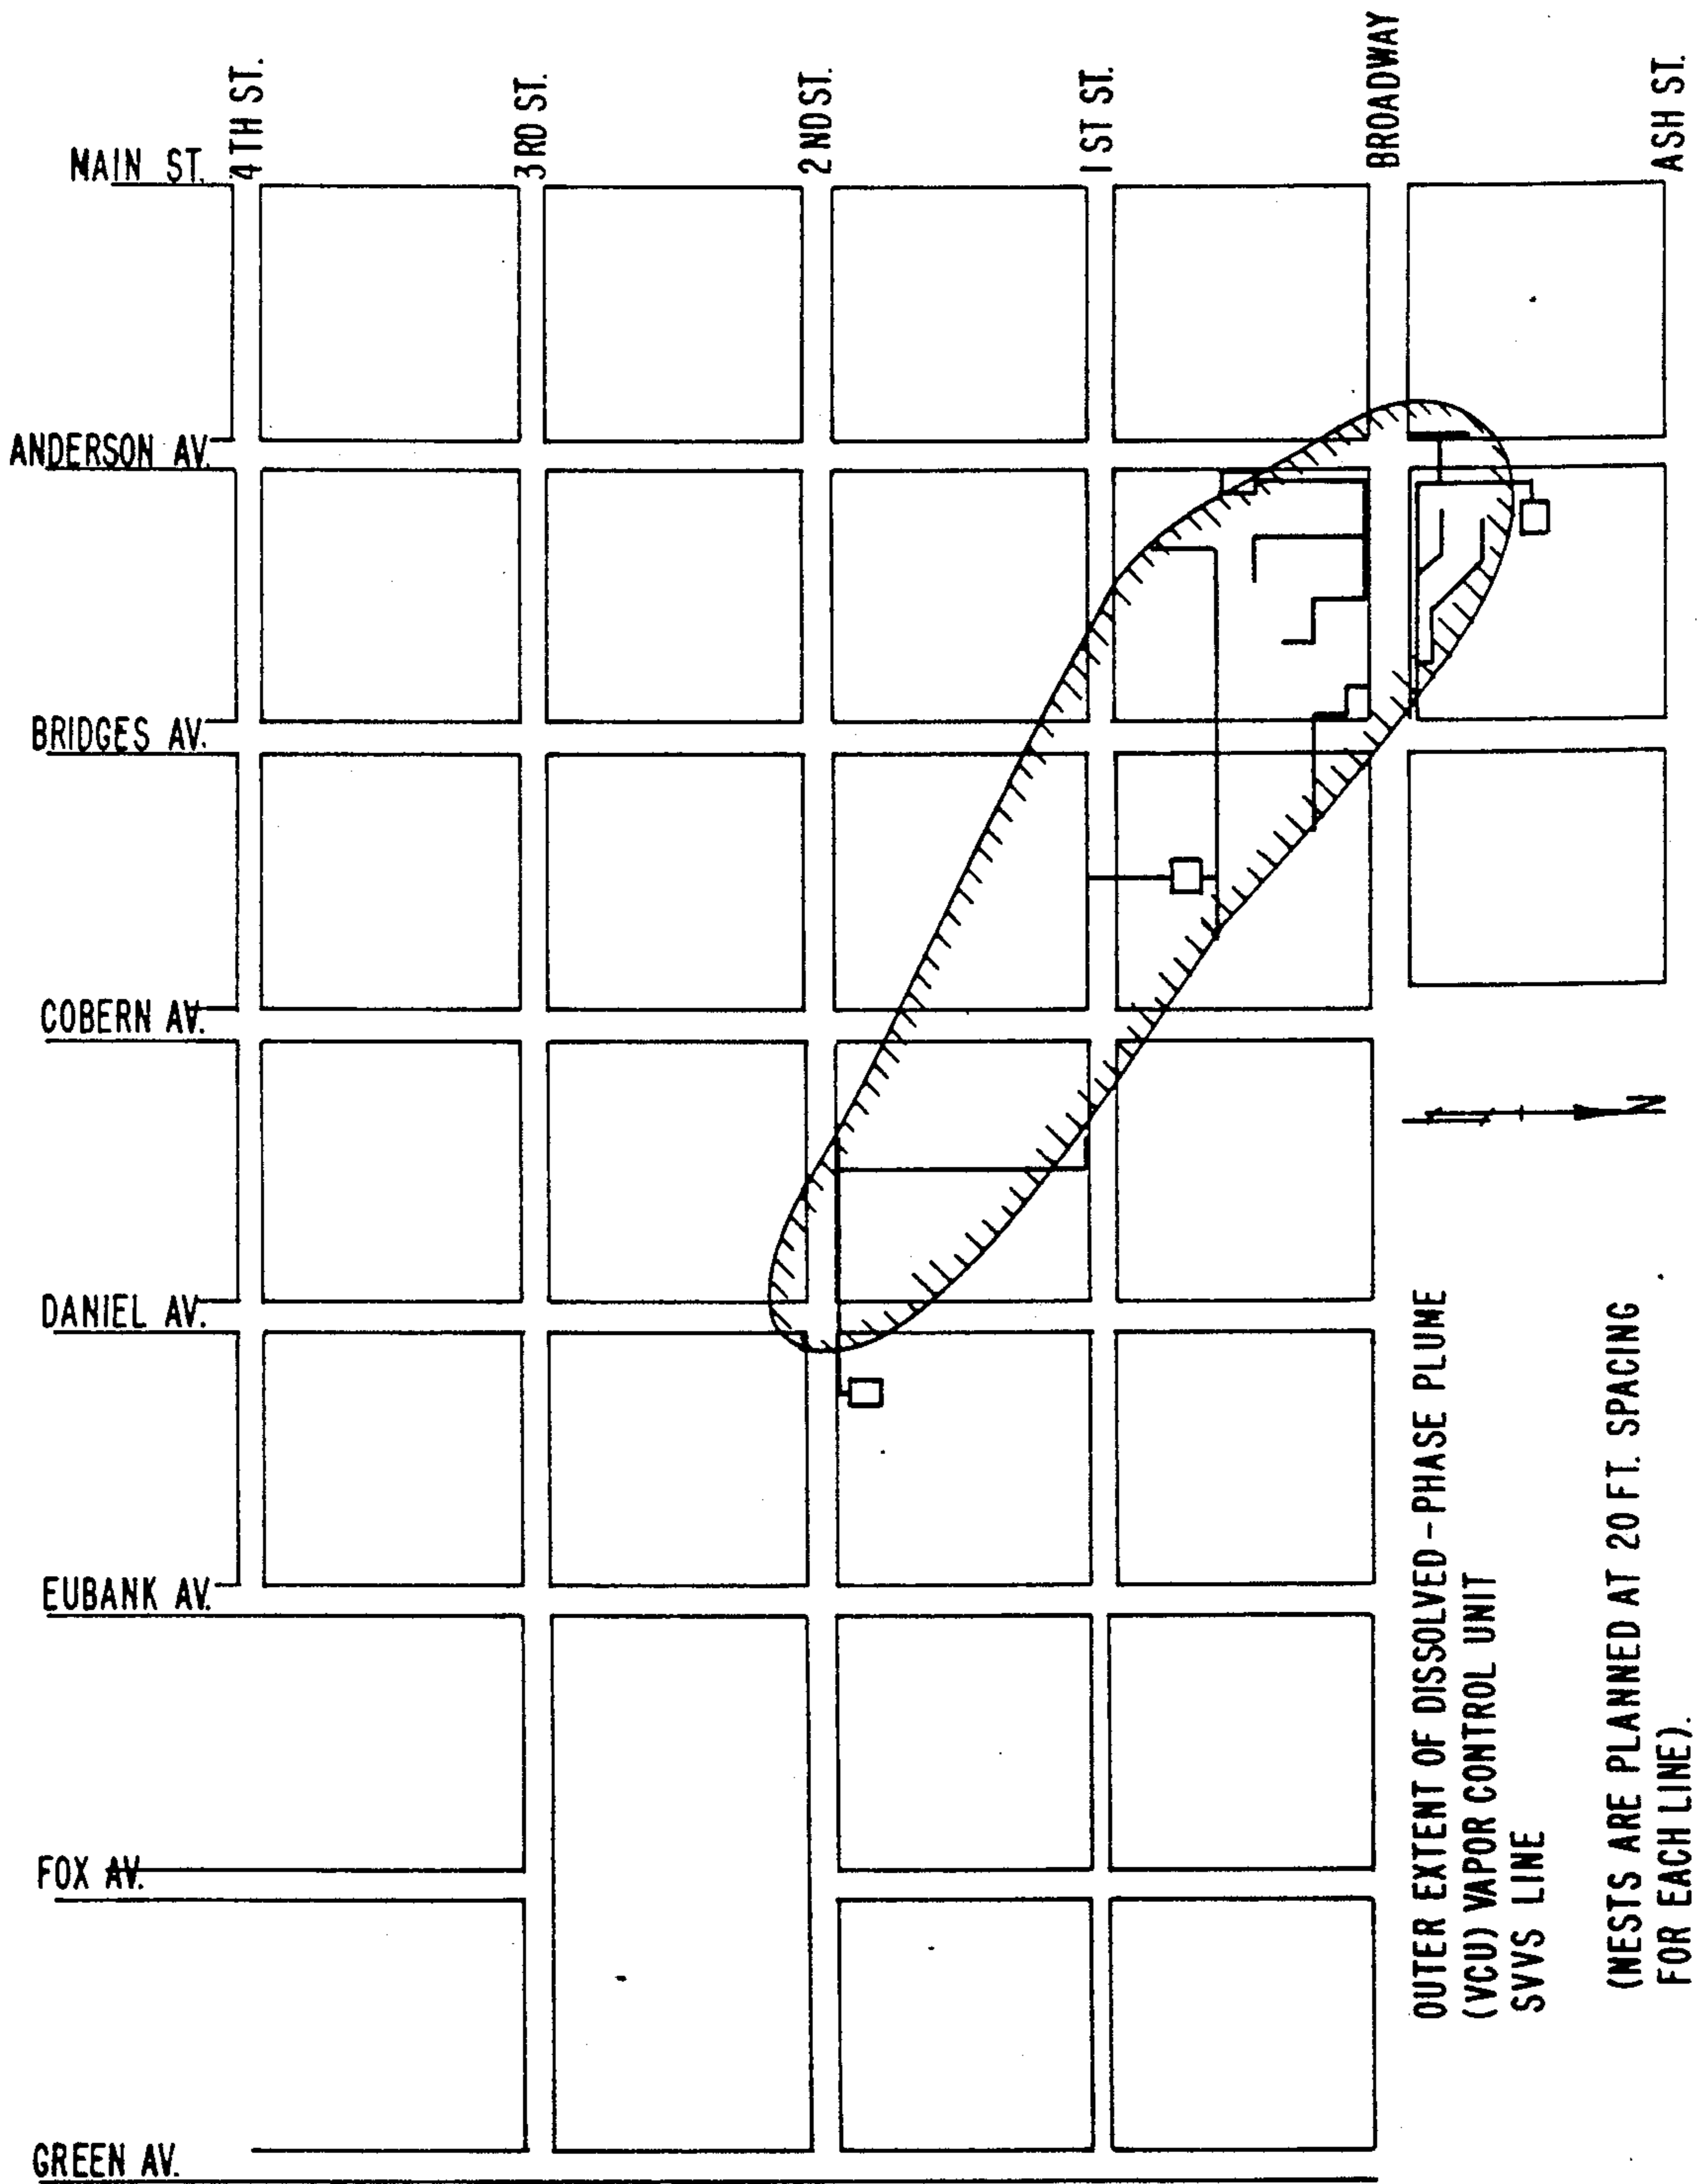 MAIN ST.
4TH ST.
3RD ST.
2ND ST.
1ST ST.
BROADWAY
ASH ST.
ANDERSON AV.
BRIDGES AV.
COBERN AV.
DANIEL AV.
EUBANK AV.
FOX AV.
GREEN AV.
N
OUTER EXTENT OF DISSOLVED-PHASE PLUME
(VCU) VAPOR CONTROL UNIT
SVVS LINE
(NESTS ARE PLANNED AT 20 FT. SPACING
FOR EACH LINE).